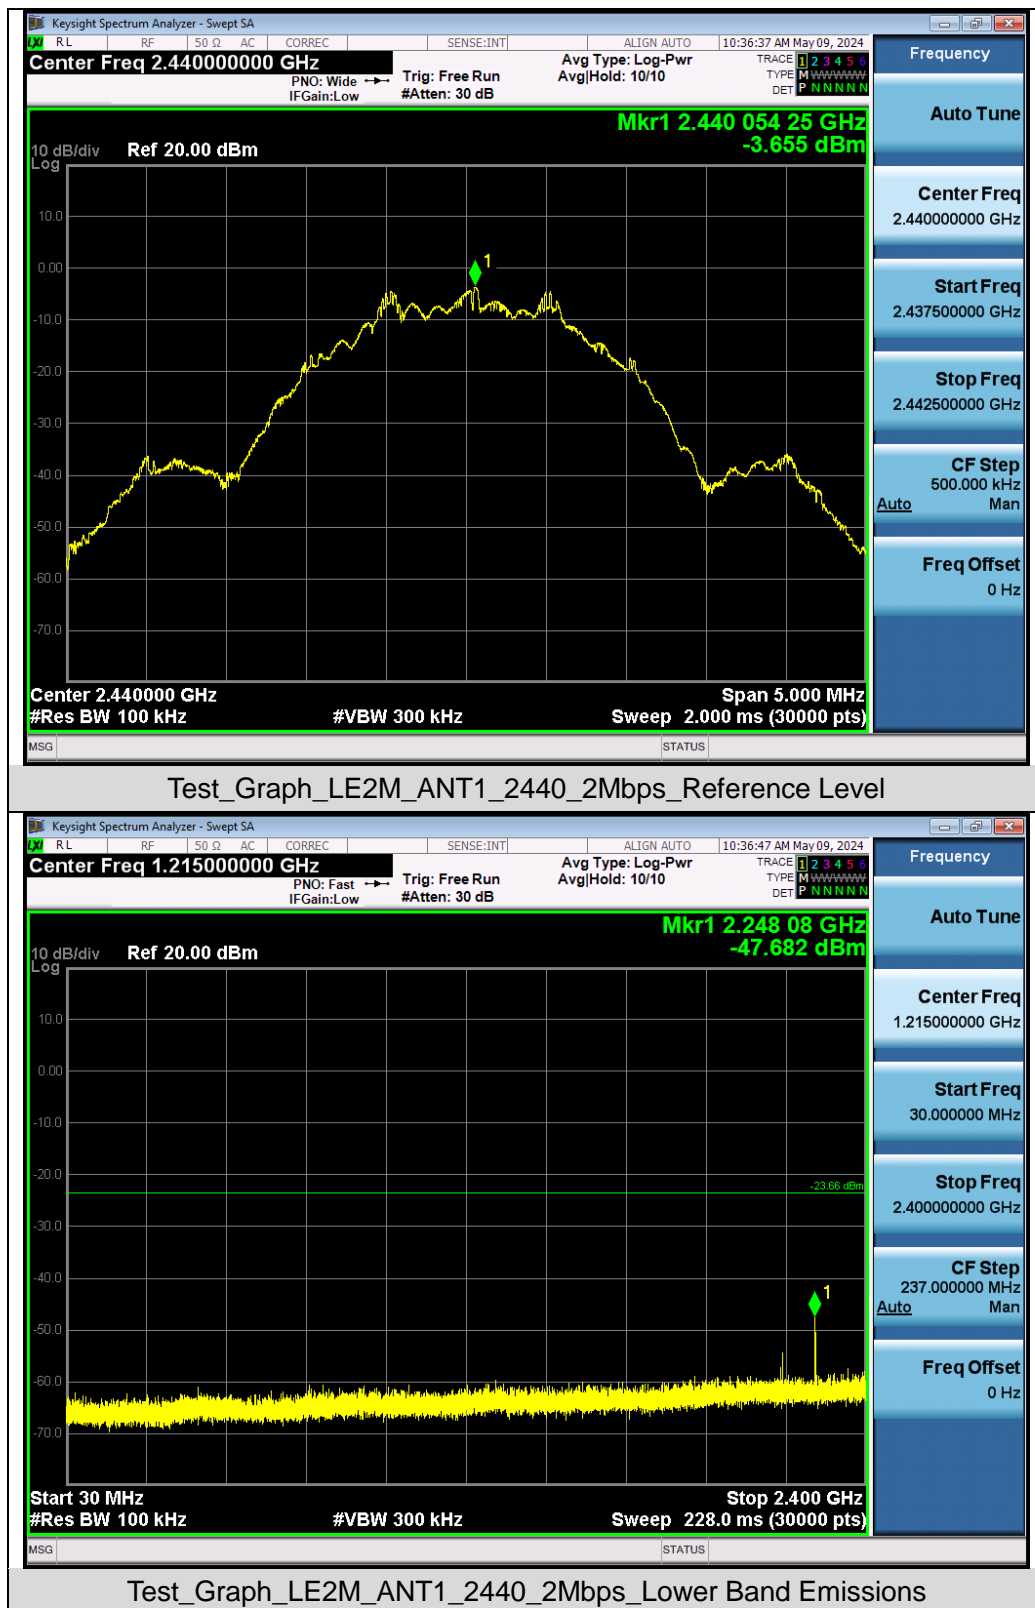 Keysight Spectrum Analyzer - Swept SA
LXI RL RF 50 Ω AC CORREC SENSE:INT ALIGN AUTO 10:36:37 AM May 09, 2024
Center Freq 2.440000000 GHz
PNO: Wide
IFGain:Low
Trig: Free Run
#Atten: 30 dB
Avg Type: Log-Pwr
Avg|Hold: 10/10
TRACE 1 2 3 4 5 6
TYPE M WWWWW
DET P N N N N N
Mkr1 2.440 054 25 GHz
-3.655 dBm
10 dB/div Ref 20.00 dBm
Log
10.0
0.00
-10.0
-20.0
-30.0
-40.0
-50.0
-60.0
-70.0
1
Center 2.440000 GHz Span 5.000 MHz
#Res BW 100 kHz #VBW 300 kHz Sweep 2.000 ms (30000 pts)
MSG STATUS
Frequency
Auto Tune
Center Freq
2.440000000 GHz
Start Freq
2.437500000 GHz
Stop Freq
2.442500000 GHz
CF Step
500.000 kHz
Auto Man
Freq Offset
0 Hz
Test_Graph_LE2M_ANT1_2440_2Mbps_Reference Level
Keysight Spectrum Analyzer - Swept SA
LXI RL RF 50 Ω AC CORREC SENSE:INT ALIGN AUTO 10:36:47 AM May 09, 2024
Center Freq 1.215000000 GHz
PNO: Fast
IFGain:Low
Trig: Free Run
#Atten: 30 dB
Avg Type: Log-Pwr
Avg|Hold: 10/10
TRACE 1 2 3 4 5 6
TYPE M WWWWW
DET P N N N N N
Mkr1 2.248 08 GHz
-47.682 dBm
10 dB/div Ref 20.00 dBm
Log
10.0
0.00
-10.0
-20.0
-23.66 dBm
-30.0
-40.0
-50.0
-60.0
-70.0
1
Start 30 MHz Stop 2.400 GHz
#Res BW 100 kHz #VBW 300 kHz Sweep 228.0 ms (30000 pts)
MSG STATUS
Frequency
Auto Tune
Center Freq
1.215000000 GHz
Start Freq
30.000000 MHz
Stop Freq
2.400000000 GHz
CF Step
237.000000 MHz
Auto Man
Freq Offset
0 Hz
Test_Graph_LE2M_ANT1_2440_2Mbps_Lower Band Emissions